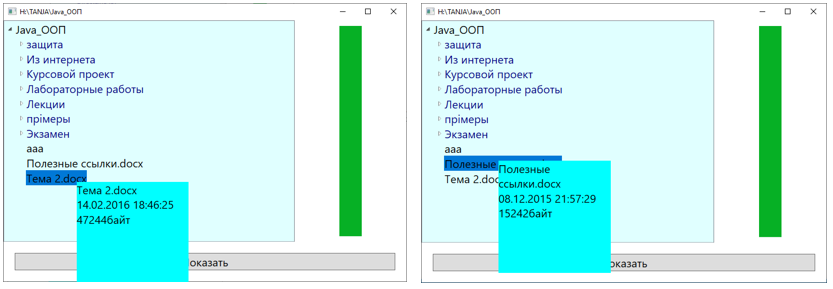 H:\TANJA\Java_ООП
Java_ООП
защита
Из интернета
Курсовой проект
Лабораторные работы
Лекции
прімеры
Экзамен
ааа
Полезные ссылки.docx
Тема 2.docx
Тема 2.docx
14.02.2016 18:46:25
47244байт
оказать
H:\TANJA\Java_ООП
Java_ООП
защита
Из интернета
Курсовой проект
Лабораторные работы
Лекции
прімеры
Экзамен
ааа
Полезные
Тема 2.doc
Полезные
ссылки.docx
08.12.2015 21:57:29
15242байт
казать